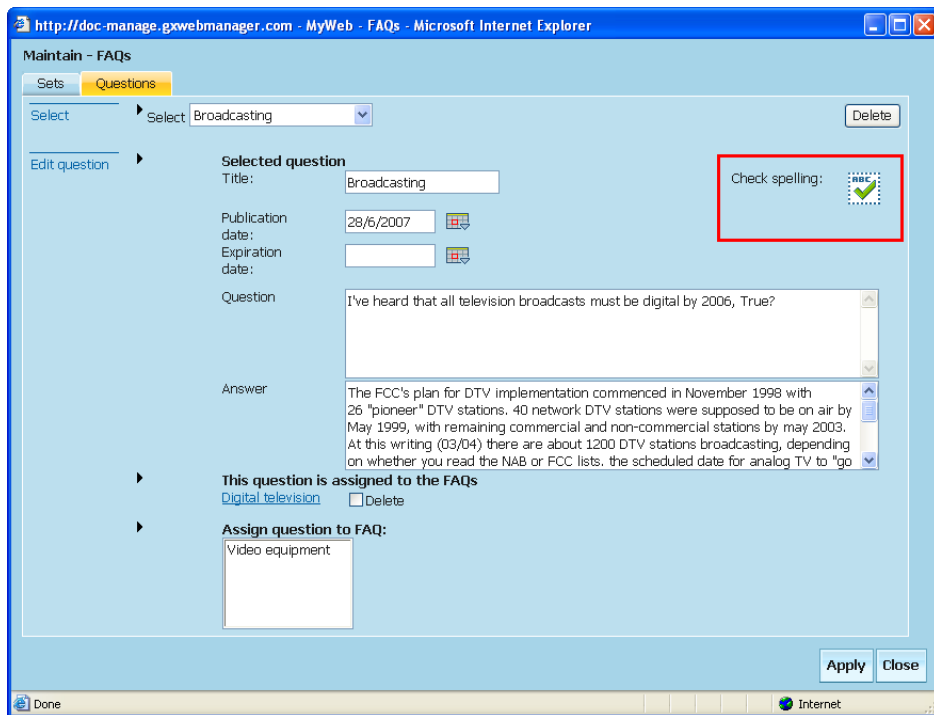 http://doc-manage.gxwebmanager.com - MyWeb - FAQs - Microsoft Internet Explorer
Maintain - FAQs
Sets Questions
Select Select Broadcasting Delete
Edit question Selected question
Title: Broadcasting Check spelling: ABC
Publication date: 28/6/2007
Expiration date:
Question I've heard that all television broadcasts must be digital by 2006, True?
Answer The FCC's plan for DTV implementation commenced in November 1998 with
26 "pioneer" DTV stations. 40 network DTV stations were supposed to be on air by
May 1999, with remaining commercial and non-commercial stations by may 2003.
At this writing (03/04) there are about 1200 DTV stations broadcasting, depending
on whether you read the NAB or FCC lists. the scheduled date for analog TV to "go
This question is assigned to the FAQs
Digital television Delete
Assign question to FAQ:
Video equipment
Apply Close
Done Internet